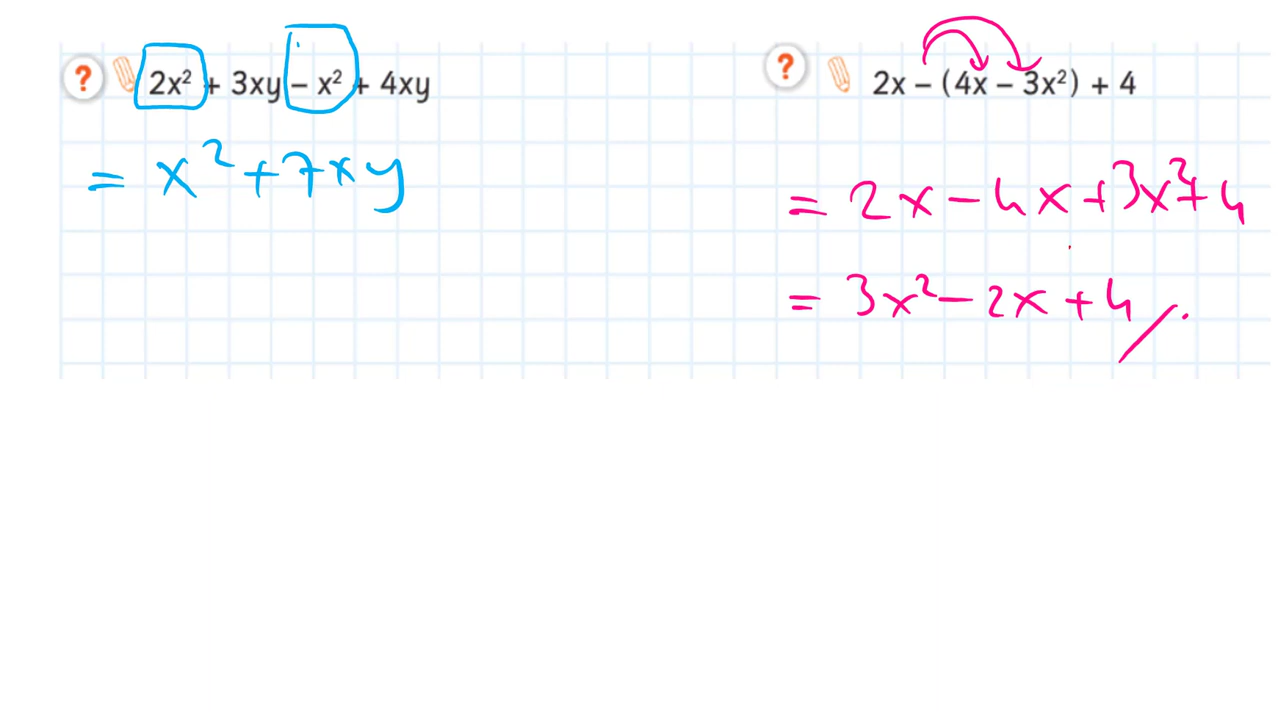 ? 2x² + 3xy − x² + 4xy
= x² + 7xy
? 2x − (4x − 3x²) + 4
= 2x − 4x + 3x² + 4
= 3x² − 2x + 4